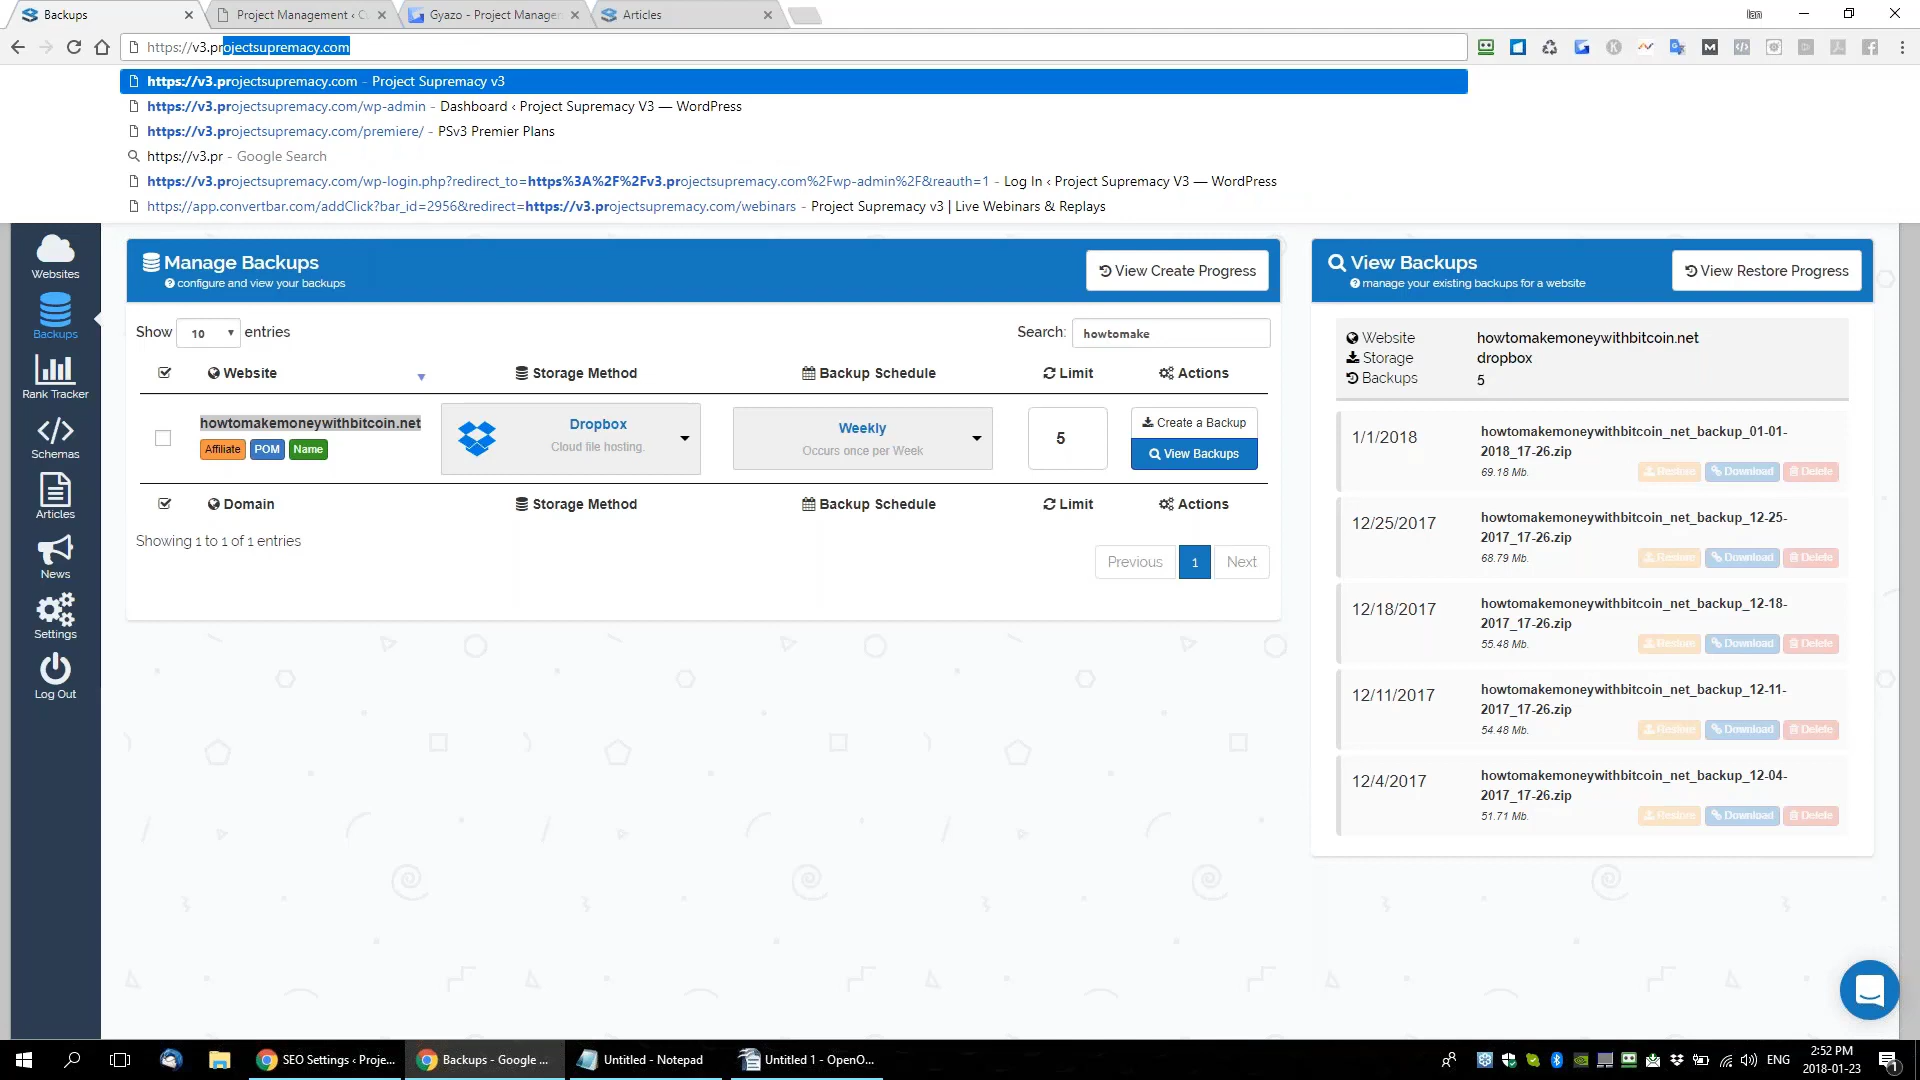 Backups
Project Management ‹ C
Gyazo - Project Manage
Articles
Ian
https://v3.projectsupremacy.com
https://v3.projectsupremacy.com - Project Supremacy v3
https://v3.projectsupremacy.com/wp-admin - Dashboard ‹ Project Supremacy V3 — WordPress
https://v3.projectsupremacy.com/premiere/ - PSv3 Premier Plans
https://v3.pr - Google Search
https://v3.projectsupremacy.com/wp-login.php?redirect_to=https%3A%2F%2Fv3.projectsupremacy.com%2Fwp-admin%2F&reauth=1 - Log In ‹ Project Supremacy V3 — WordPress
https://app.convertbar.com/addClick?bar_id=2956&redirect=https://v3.projectsupremacy.com/webinars - Project Supremacy v3 | Live Webinars & Replays
Websites
Backups
Rank Tracker
Schemas
Articles
News
Settings
Log Out
Manage Backups
configure and view your backups
View Create Progress
Show 10 entries
Search: howtomake
Website Storage Method Backup Schedule Limit Actions
howtomakemoneywithbitcoin.net
Affiliate POM Name
Dropbox
Cloud file hosting.
Weekly
Occurs once per Week
5
Create a Backup
View Backups
Domain Storage Method Backup Schedule Limit Actions
Showing 1 to 1 of 1 entries
Previous 1 Next
View Backups
manage your existing backups for a website
View Restore Progress
Website howtomakemoneywithbitcoin.net
Storage dropbox
Backups 5
1/1/2018
howtomakemoneywithbitcoin_net_backup_01-01-
2018_17-26.zip
69.18 Mb.
Restore Download Delete
12/25/2017
howtomakemoneywithbitcoin_net_backup_12-25-
2017_17-26.zip
68.79 Mb.
Restore Download Delete
12/18/2017
howtomakemoneywithbitcoin_net_backup_12-18-
2017_17-26.zip
55.48 Mb.
Restore Download Delete
12/11/2017
howtomakemoneywithbitcoin_net_backup_12-11-
2017_17-26.zip
54.48 Mb.
Restore Download Delete
12/4/2017
howtomakemoneywithbitcoin_net_backup_12-04-
2017_17-26.zip
51.71 Mb.
Restore Download Delete
SEO Settings ‹ Proje...
Backups - Google ...
Untitled - Notepad
Untitled 1 - OpenO...
ENG
2:52 PM
2018-01-23
1